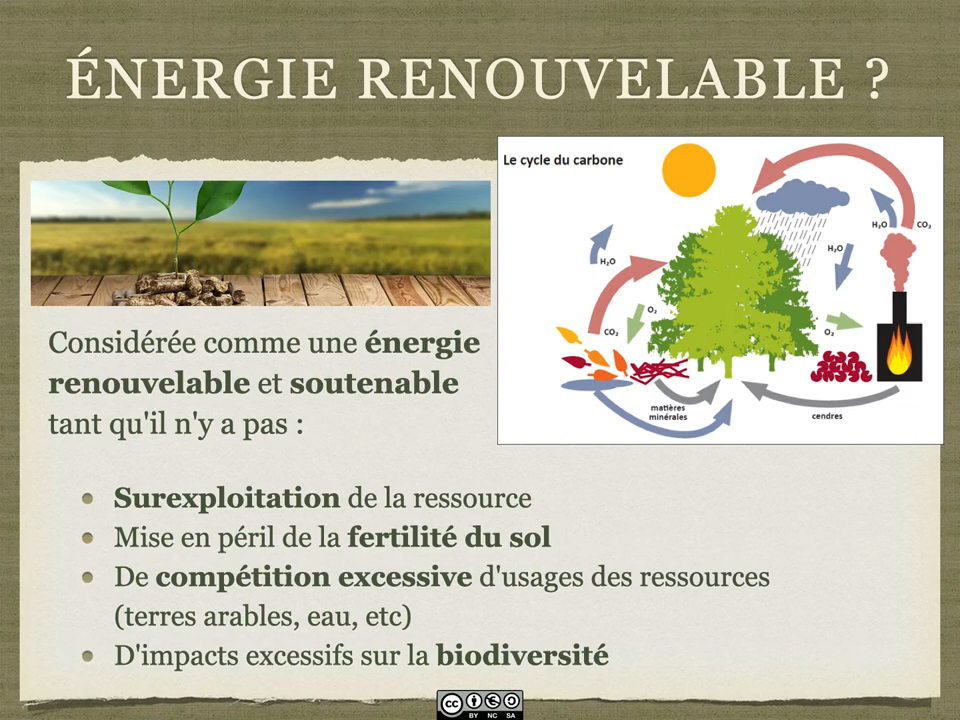 ÉNERGIE RENOUVELABLE ?
Le cycle du carbone
H₂O
CO₂
H₂O
H₂O
O₂
CO₂
O₂
matières
minérales
cendres
Considérée comme une énergie
renouvelable et soutenable
tant qu'il n'y a pas :
Surexploitation de la ressource
Mise en péril de la fertilité du sol
De compétition excessive d'usages des ressources
(terres arables, eau, etc)
D'impacts excessifs sur la biodiversité
cc
BY NC SA